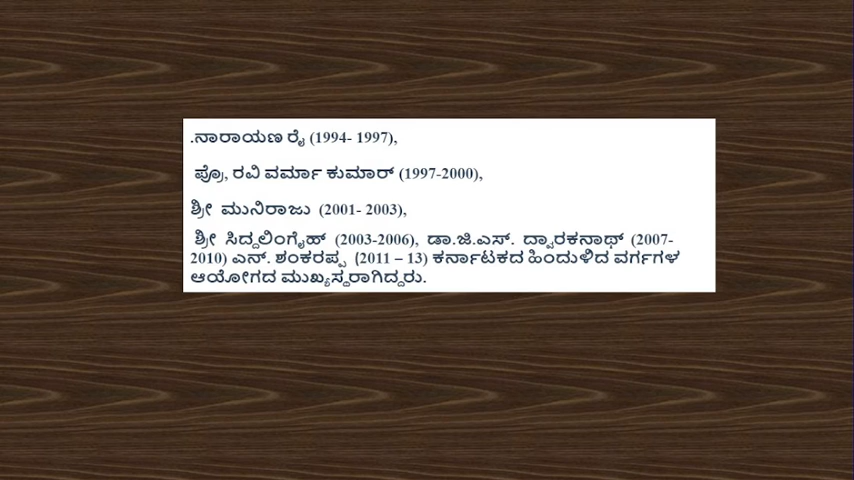 .ನಾರಾಯಣ ರೈ (1994- 1997),
ಪ್ರೊ, ರವಿ ವರ್ಮಾ ಕುಮಾರ್ (1997-2000),
ಶ್ರೀ ಮುನಿರಾಜು (2001- 2003),
ಶ್ರೀ ಸಿದ್ದಲಿಂಗೈಹ್ (2003-2006), ಡಾ.ಜಿ.ಎಸ್. ದ್ವಾರಕನಾಥ್ (2007-
2010) ಎನ್. ಶಂಕರಪ್ಪ (2011 – 13) ಕರ್ನಾಟಕದ ಹಿಂದುಳಿದ ವರ್ಗಗಳ
ಆಯೋಗದ ಮುಖ್ಯಸ್ಥರಾಗಿದ್ದರು.